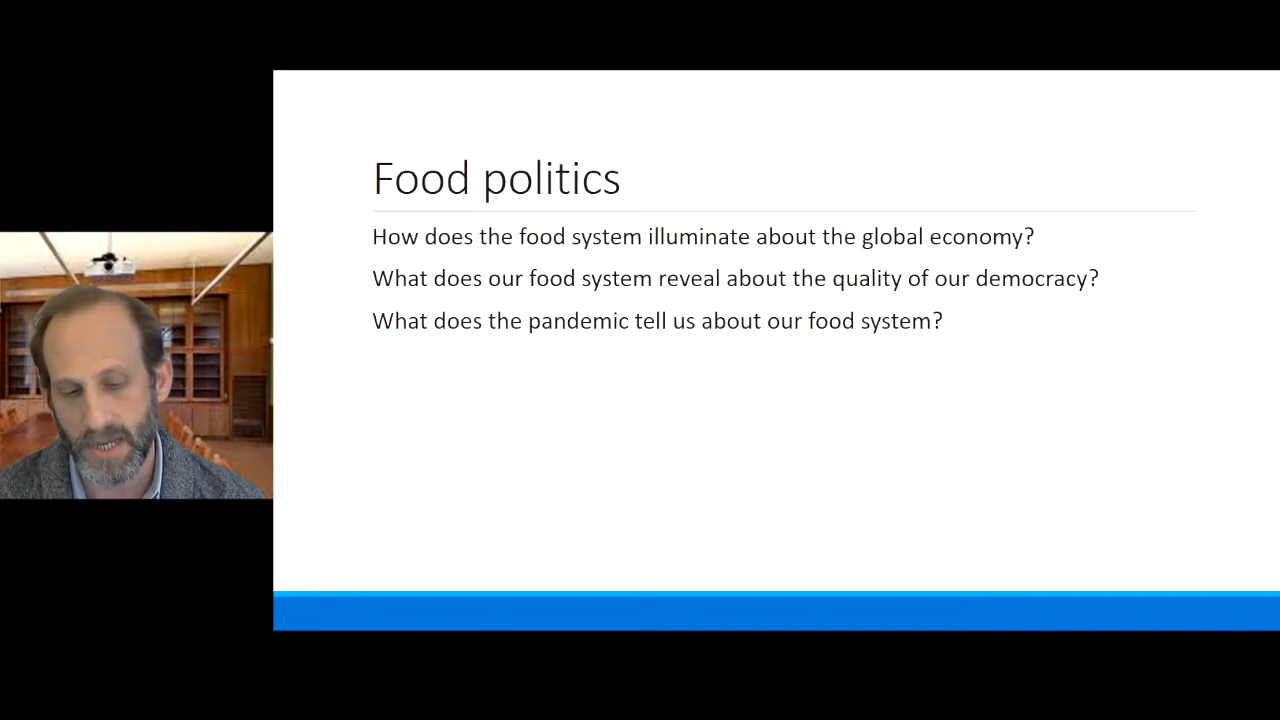 Food politics
How does the food system illuminate about the global economy?
What does our food system reveal about the quality of our democracy?
What does the pandemic tell us about our food system?